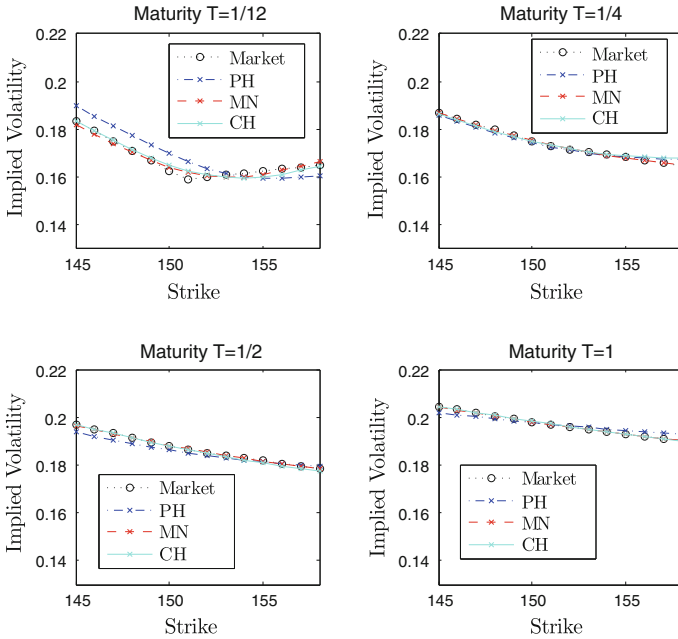 Maturity T=1/12
0.22
0.2
0.18
0.16
0.14
Implied Volatility
Market
PH
MN
CH
145
150
155
Strike
Maturity T=1/4
0.22
0.2
0.18
0.16
0.14
Implied Volatility
Market
PH
MN
CH
145
150
155
Strike
Maturity T=1/2
0.22
0.2
0.18
0.16
0.14
Implied Volatility
Market
PH
MN
CH
145
150
155
Strike
Maturity T=1
0.22
0.2
0.18
0.16
0.14
Implied Volatility
Market
PH
MN
CH
145
150
155
Strike